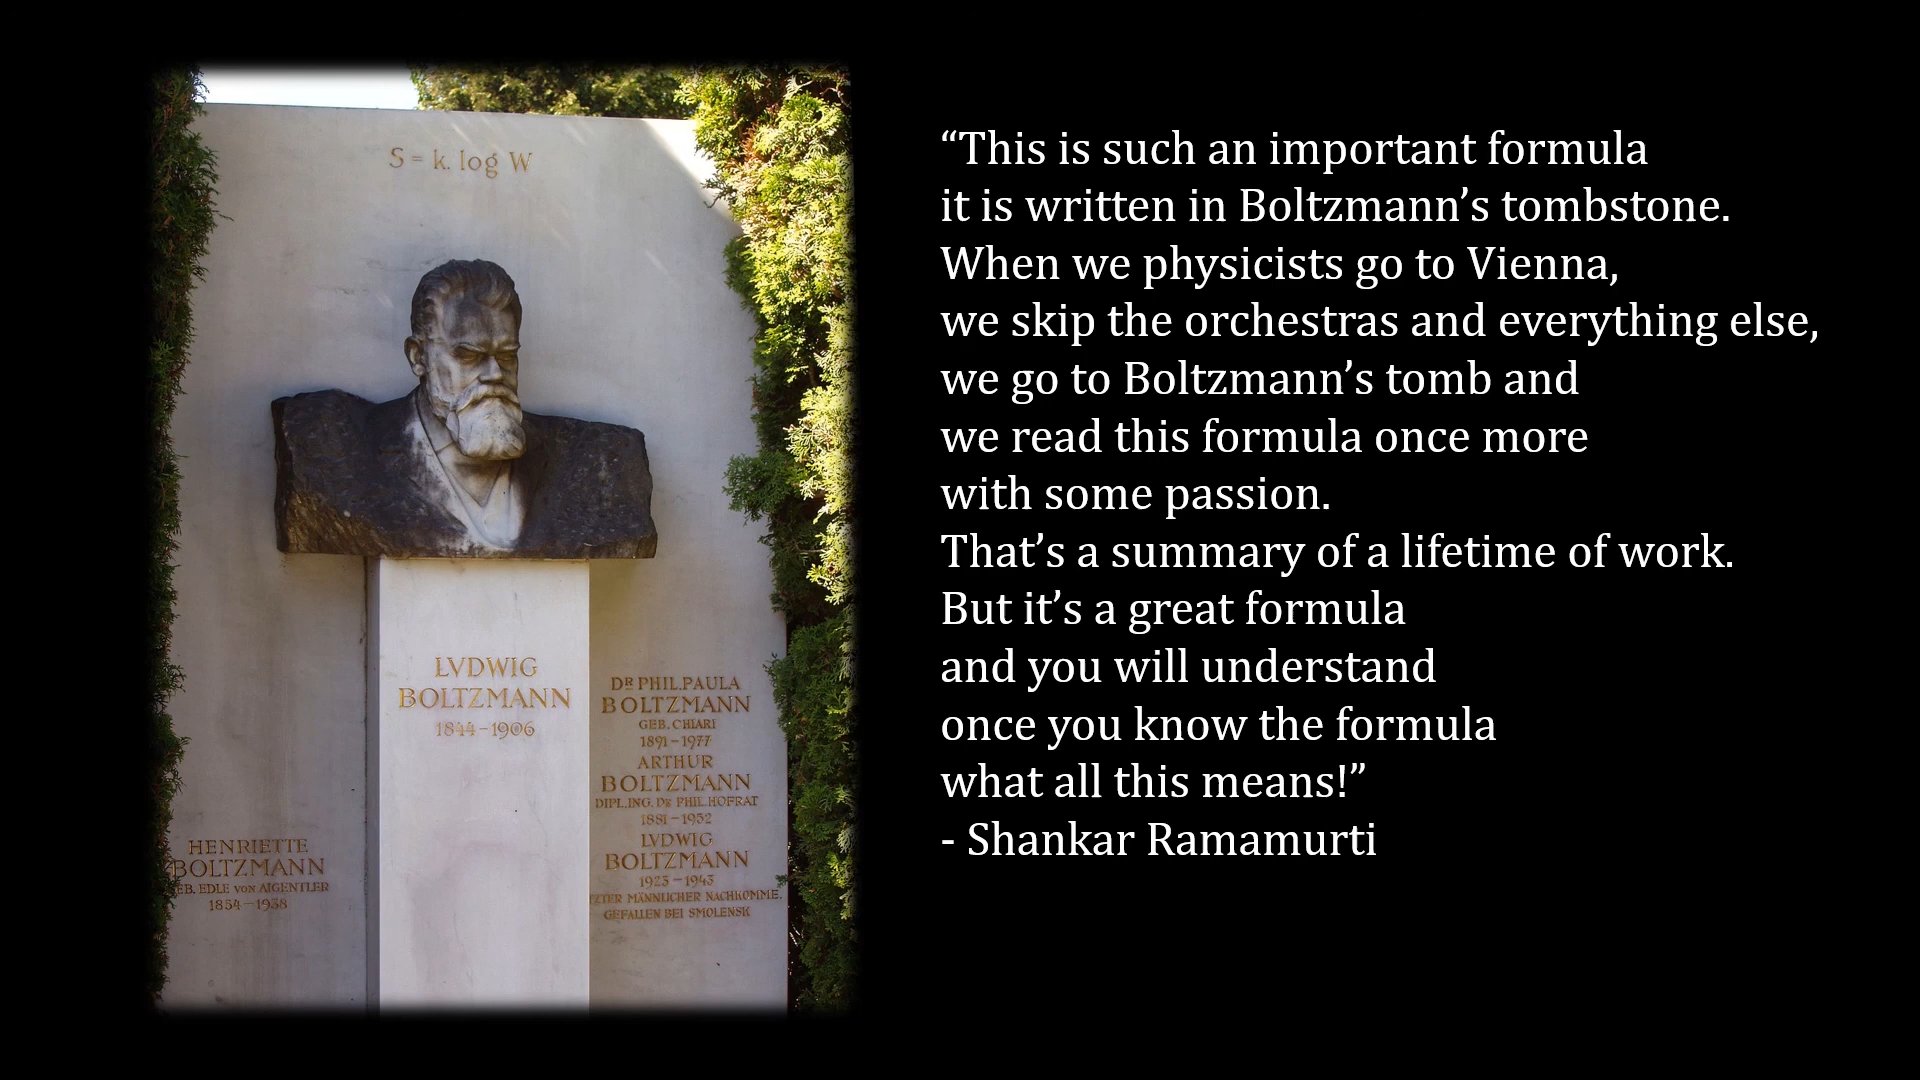 S = k. log W
LVDWIG
BOLTZMANN
1844-1906
HENRIETTE
BOLTZMANN
EB. EDLE von AIGENTLER
1854-1938
DR PHIL.PAULA
BOLTZMANN
GEB. CHIARI
1891-1977
ARTHUR
BOLTZMANN
DIPL.ING. DR PHIL.HOFRAT
1881-1952
LVDWIG
BOLTZMANN
1923-1943
ZTER MÄNNLICHER NACHKOMME.
GEFALLEN BEI SMOLENSK
“This is such an important formula
it is written in Boltzmann’s tombstone.
When we physicists go to Vienna,
we skip the orchestras and everything else,
we go to Boltzmann’s tomb and
we read this formula once more
with some passion.
That’s a summary of a lifetime of work.
But it’s a great formula
and you will understand
once you know the formula
what all this means!”
- Shankar Ramamurti